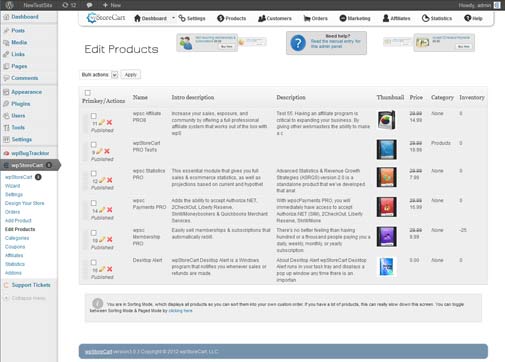 NewTestSite 12 + New
Howdy, admin
Dashboard
Posts
Media
Links
Pages
Comments
Appearance
Plugins
Users
Tools
Settings
wpBugTracktor
wpStoreCart
wpStoreCart
Wizard
Settings
Design Your Store
Orders
Add Product
Edit Products
Categories
Coupons
Affiliates
Statistics
Addons
Support Tickets
Collapse menu
Dashboard Settings Products Customers Orders Marketing Affiliates Statistics Help
Edit Products
Need help?
Read the manual entry for
this admin panel.
Bulk actions Apply
Primkey/Actions Name Intro description Description Thumbnail Price Category Inventory
11 Published
wpsc Affiliate PRO8
Increase your sales, exposure, and
community by offering a full professional
affiliate system that works out of the box with wpS
Test 55. Having an affiliate program is
critical to expanding your business. By
giving other webmasters the ability to make a c
29.99 14.99 None 0
10 Published
wpStoreCart PRO Test's
29.99 19.99 Products 0
12 Published
wpsc Statistics PRO
This essential module that gives you full
sales & ecommerce statistics, as well as
projections based on current and hypothet
Advanced Statistics & Revenue Growth
Strategies (ASRGS) version 2.0 is a
standalone product that we've developed that anal
29.99 7.99 None 0
14 Published
wpsc Payments PRO
Adds the ability to accept Authorize.NET,
2CheckOut, Liberty Reserve,
Skrill/Moneybookers & Quickbooks Merchant
Services.
With wpscPayments PRO, you will
immediately have access to accept
Authorize.NET (SIM), 2CheckOut, Liberty
Reserve, Skrill/M
29.99 16.99 None 0
19 Published
wpsc Membership PRO
Easily sell memberships & subscriptions
that automatically rebill.
There's no better feeling than having
hundred or a thousand people paying you a
daily, weekly, monthly, or yearly
subscription.
29.99 9.99 None -25
16 Published
Desktop Alert
wpStoreCart Desktop Alert is a Windows
program that notifies you whenever sales or
refunds are made.
About Desktop Alert wpStoreCart Desktop
Alert runs in your task tray and displays a
pop up window any time there is an
importan
0.00 None 0
You are in Sorting Mode, which displays all products so you can sort them into your own custom order. If you have a lot of products, this can really slow down this screen. You can toggle
between Sorting Mode & Paged Mode by clicking here.
wpStoreCart version3.0.3 Copyright © 2012 wpStoreCart, LLC.